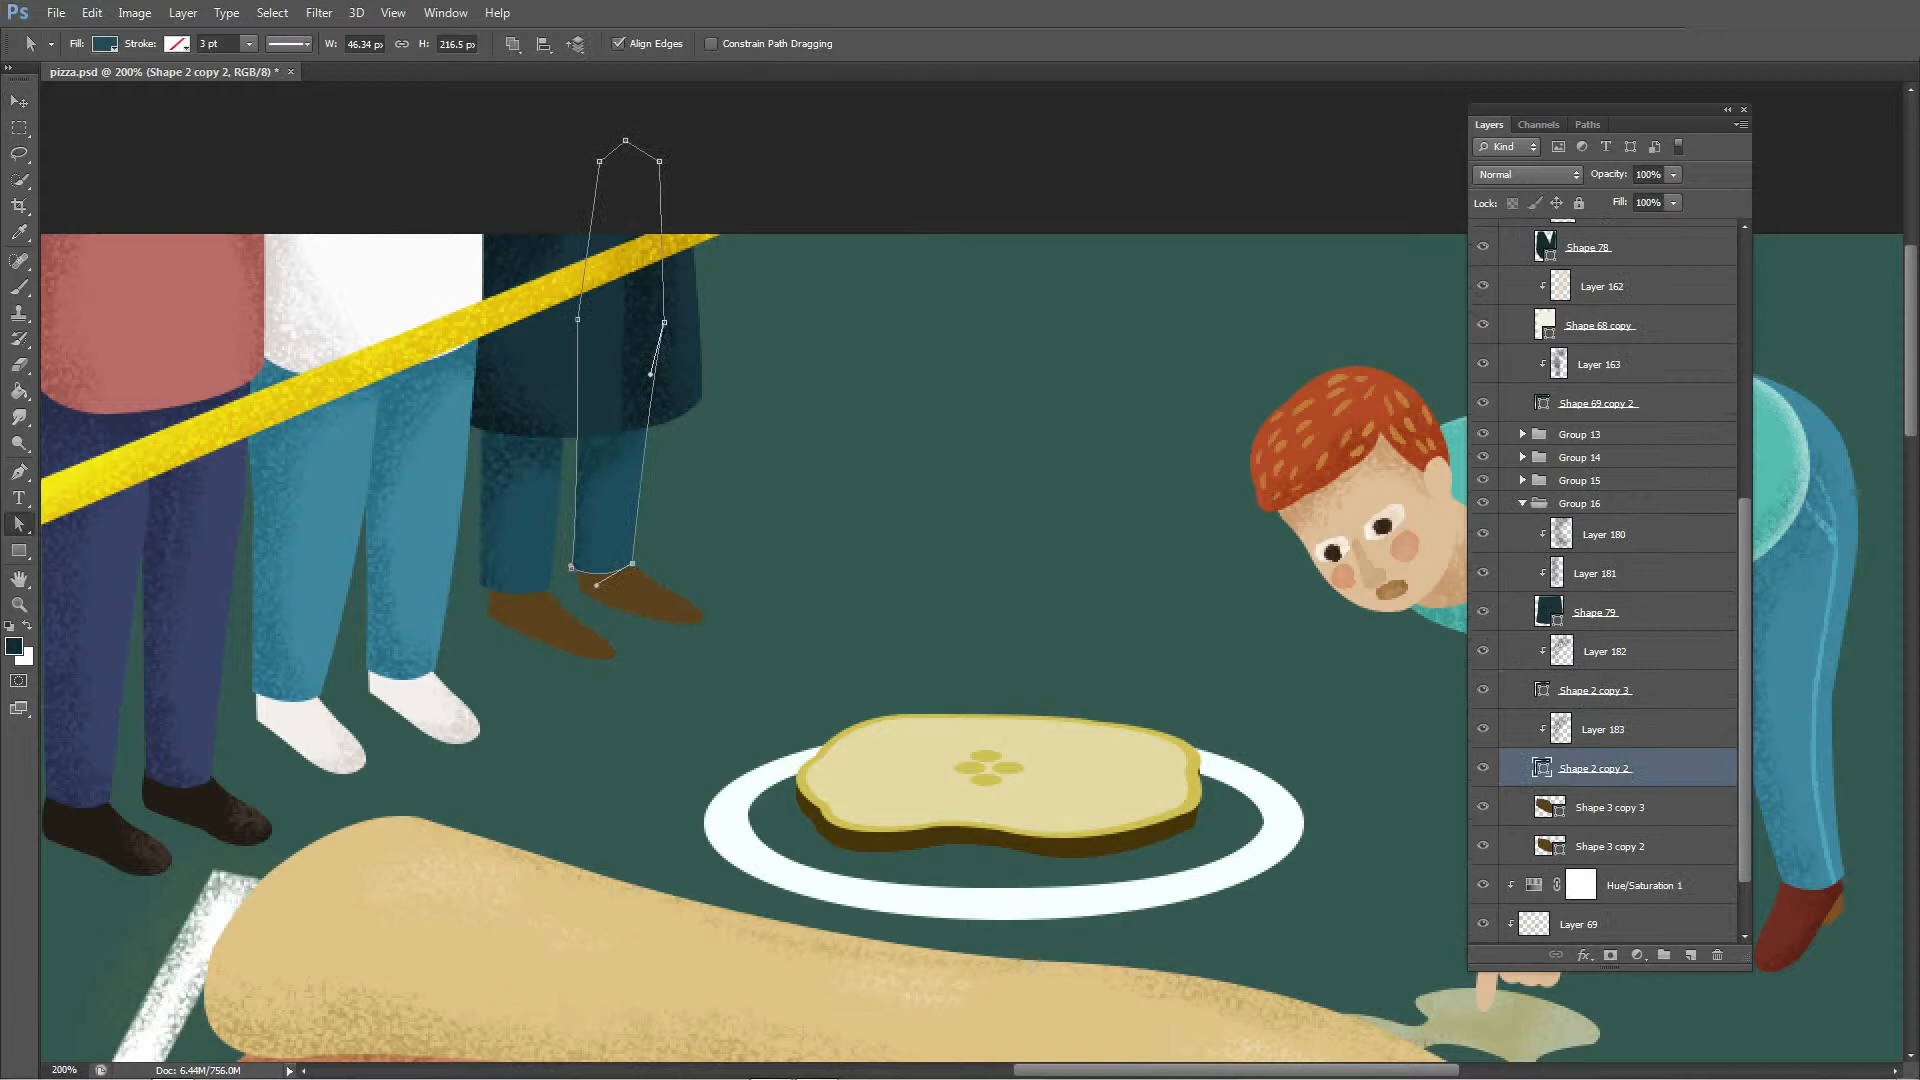 Ps File Edit Image Layer Type Select Filter 3D View Window Help
Fill: Stroke: 3 pt W: 46.34 px H: 216.5 px Align Edges Constrain Path Dragging
pizza.psd @ 200% (Shape 2 copy 2, RGB/8) *
Layers Channels Paths
Kind
Normal Opacity: 100%
Lock: Fill: 100%
Shape 78
Layer 162
Shape 68 copy
Layer 163
Shape 69 copy 2
Group 13
Group 14
Group 15
Group 16
Layer 180
Layer 181
Shape 79
Layer 182
Shape 2 copy 3
Layer 183
Shape 2 copy 2
Shape 3 copy 3
Shape 3 copy 2
Hue/Saturation 1
Layer 69
fx
200% Doc: 6.44M/756.0M